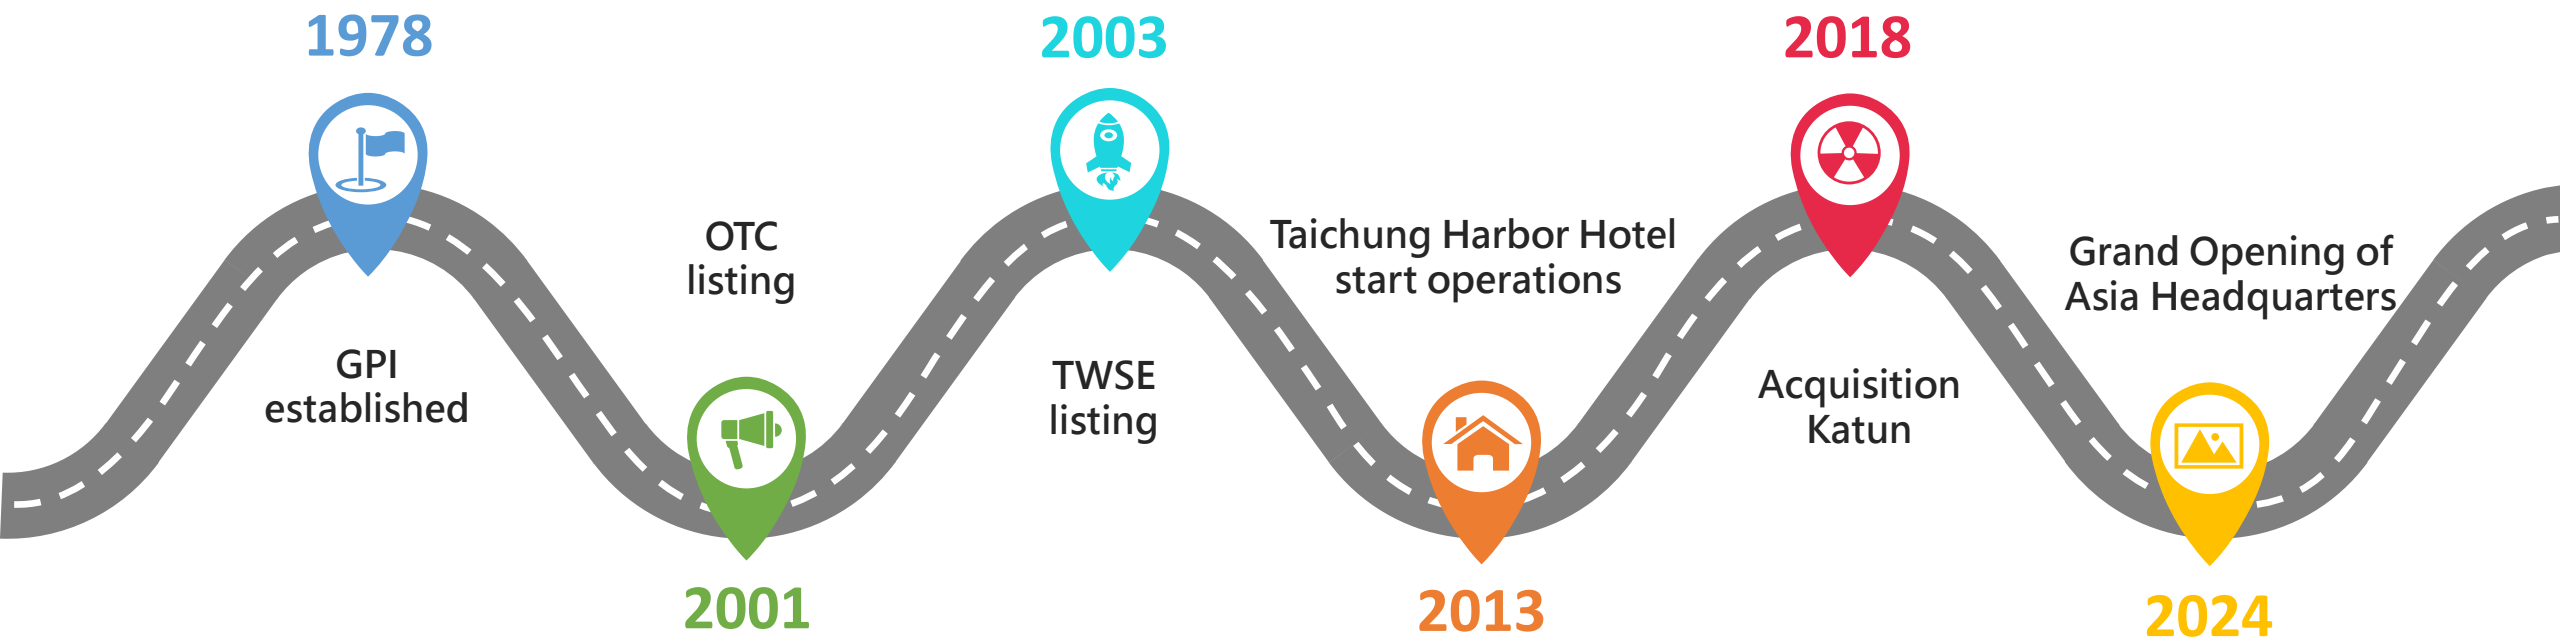 1978
GPI
established
OTC
listing
2001
2003
TWSE
listing
Taichung Harbor Hotel
start operations
2013
2018
Acquisition
Katun
Grand Opening of
Asia Headquarters
2024